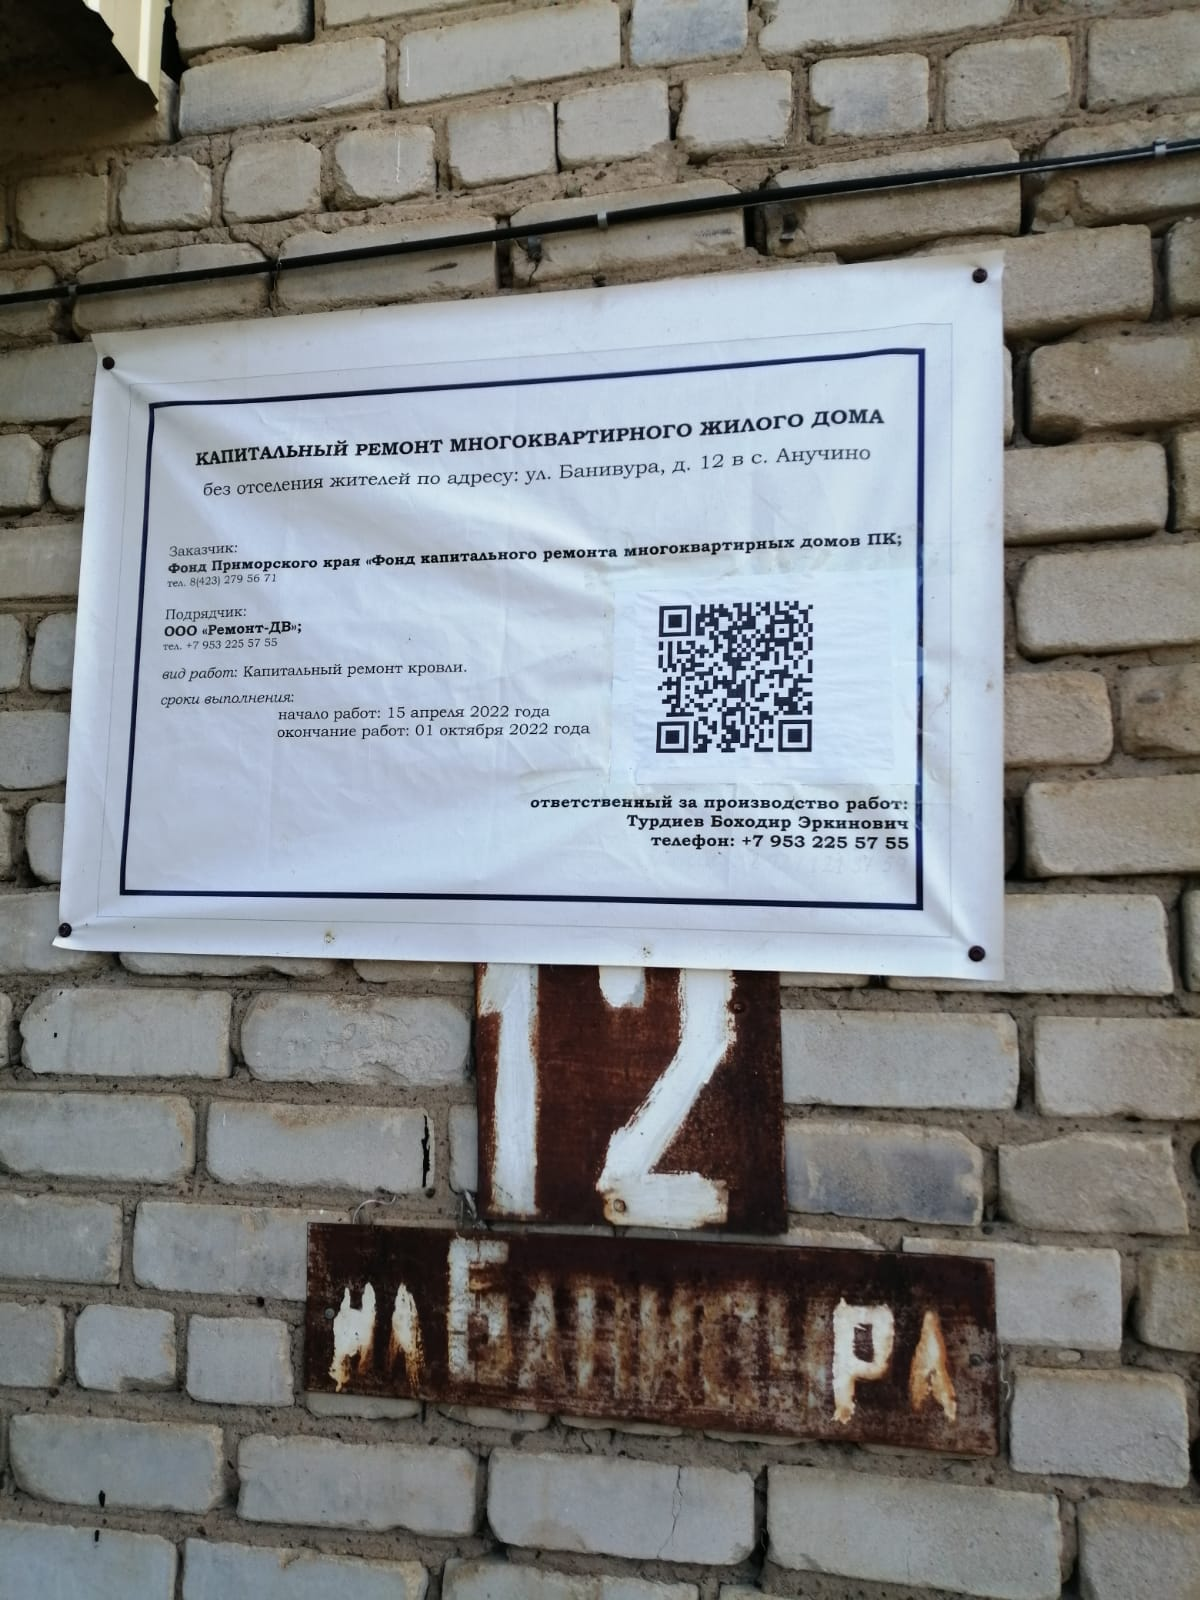 КАПИТАЛЬНЫЙ РЕМОНТ МНОГОКВАРТИРНОГО ЖИЛОГО ДОМА
без отселения жителей по адресу: ул. Банивура, д. 12 в с. Анучино
Заказчик:
Фонд Приморского края «Фонд капитального ремонта многоквартирных домов ПК;
тел. 8(423) 279 56 71
Подрядчик:
ООО «Ремонт-ДВ»;
тел. +7 953 225 57 55
вид работ: Капитальный ремонт кровли.
сроки выполнения:
начало работ: 15 апреля 2022 года
окончание работ: 01 октября 2022 года
ответственный за производство работ:
Турдиев Боходир Эркинович
телефон: +7 953 225 57 55
12
ул Банивура